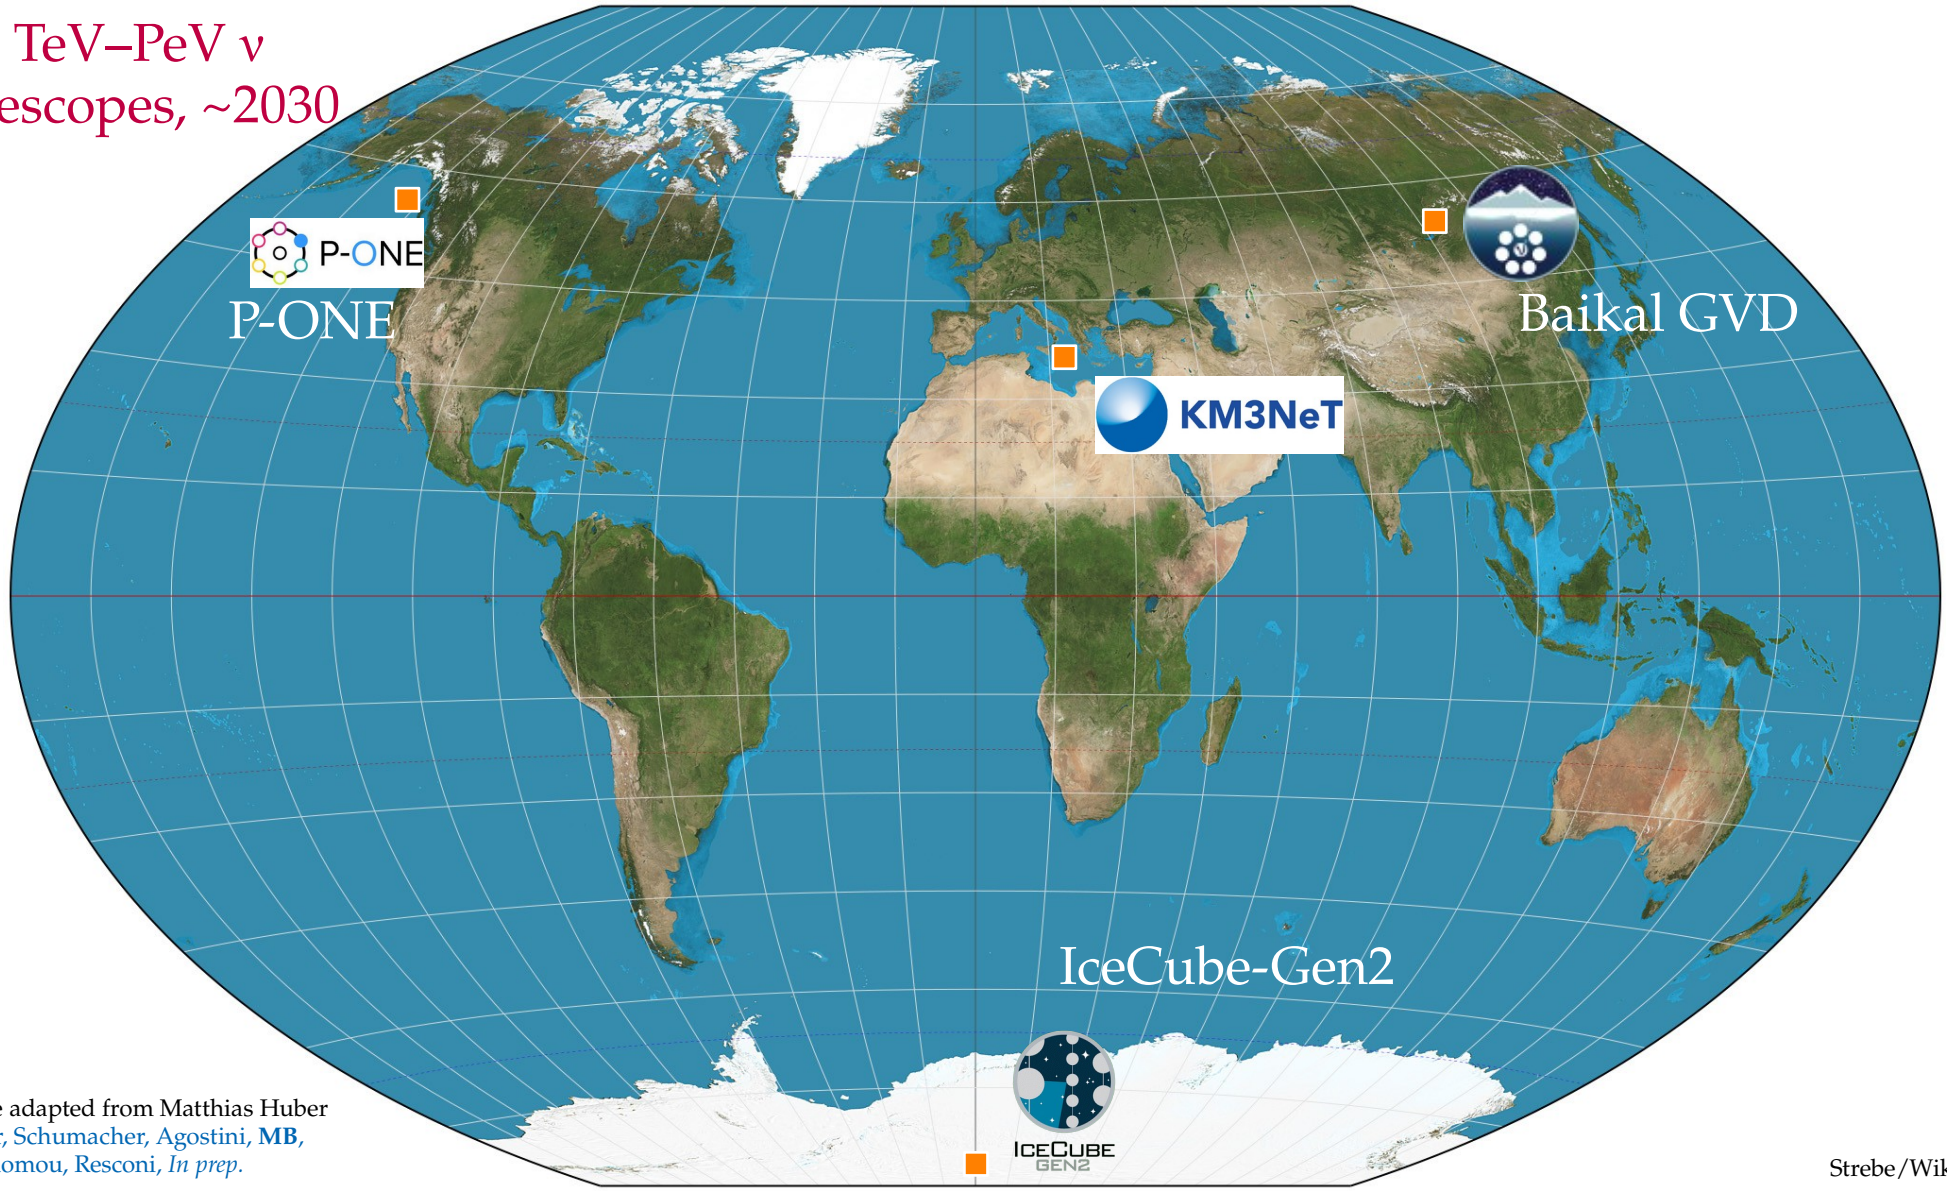 TeV–PeV ν
escopes, ~2030
P-ONE
P-ONE
Baikal GVD
KM3NeT
IceCube-Gen2
ICECUBE
GEN2
e adapted from Matthias Huber
r, Schumacher, Agostini, MB,
omou, Resconi, In prep.
Strebe/Wik